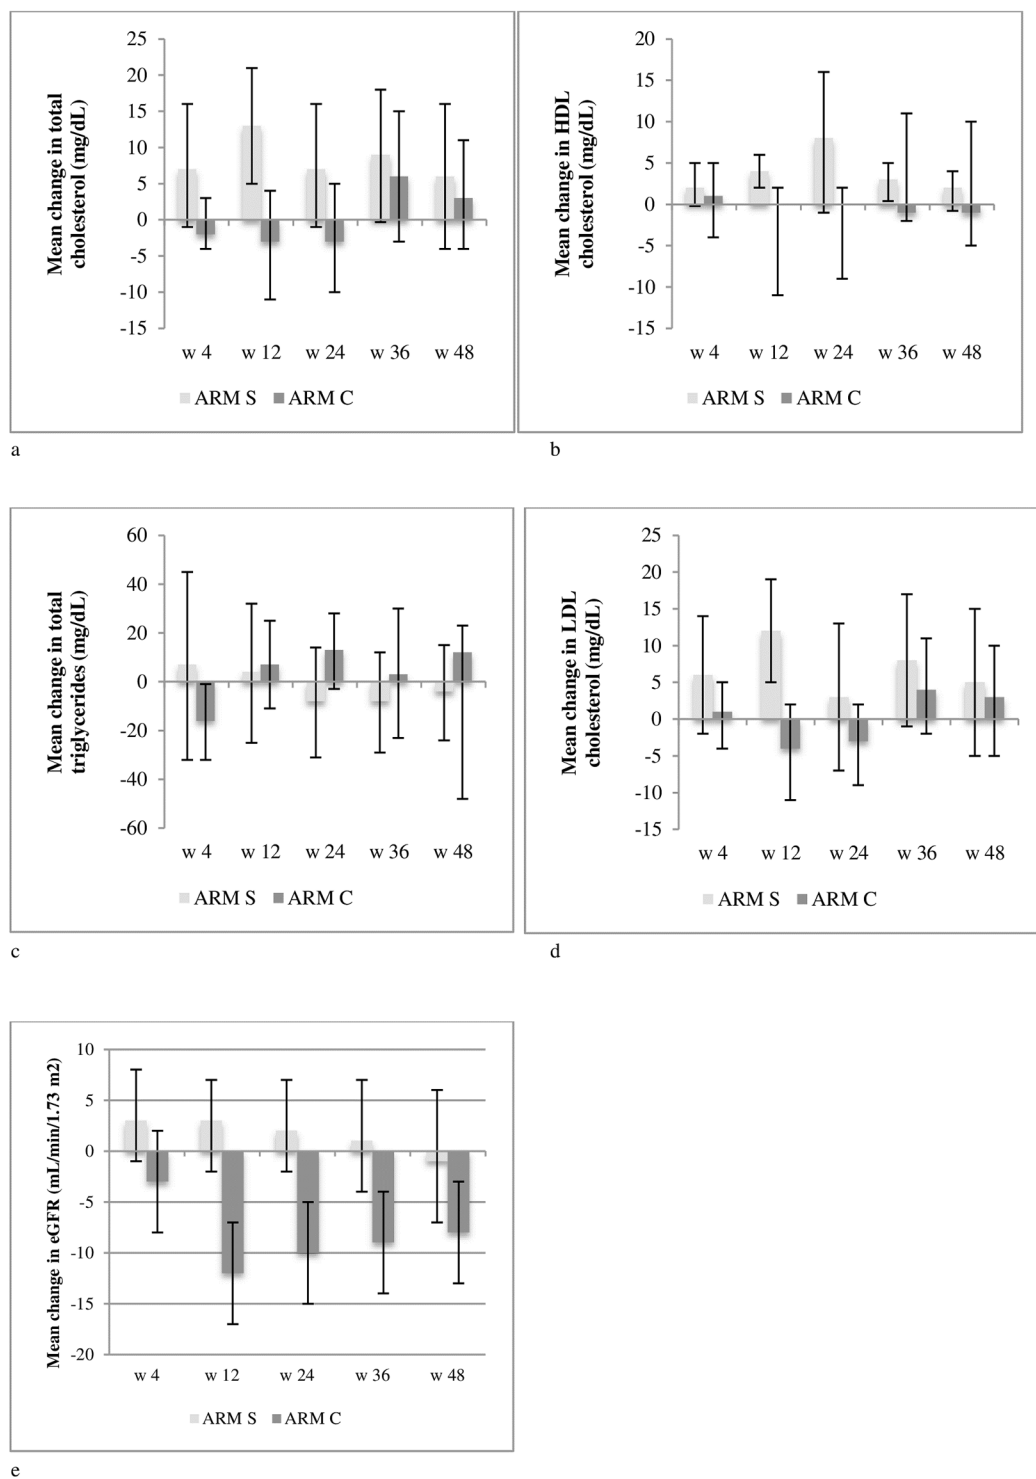 Mean change in total
cholesterol (mg/dL)
25
20
15
10
5
0
-5
-10
-15
w 4 w 12 w 24 w 36 w 48
ARM S ARM C
a
Mean change in HDL
cholesterol (mg/dL)
20
15
10
5
0
-5
-10
-15
w 4 w 12 w 24 w 36 w 48
ARM S ARM C
b
Mean change in total
triglycerides (mg/dL)
60
40
20
0
-20
-40
-60
w 4 w 12 w 24 w 36 w 48
ARM S ARM C
c
Mean change in LDL
cholesterol (mg/dL)
25
20
15
10
5
0
-5
-10
-15
w 4 w 12 w 24 w 36 w 48
ARM S ARM C
d
Mean change in eGFR (mL/min/1.73 m2)
10
5
0
-5
-10
-15
-20
w 4 w 12 w 24 w 36 w 48
ARM S ARM C
e